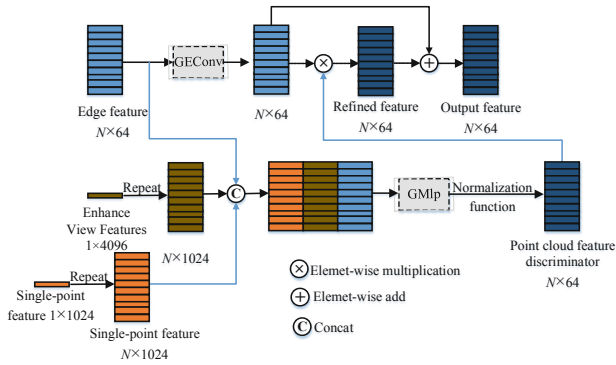 GEConv
Edge feature
N×64
N×64
Refined feature
N×64
Output feature
N×64
Repeat
Enhance
View Features
1×4096
N×1024
C
GMlp
Normalization
function
Point cloud feature
discriminator
N×64
Repeat
Single-point
feature 1×1024
Single-point feature
N×1024
× Elemet-wise multiplication
+ Elemet-wise add
C Concat